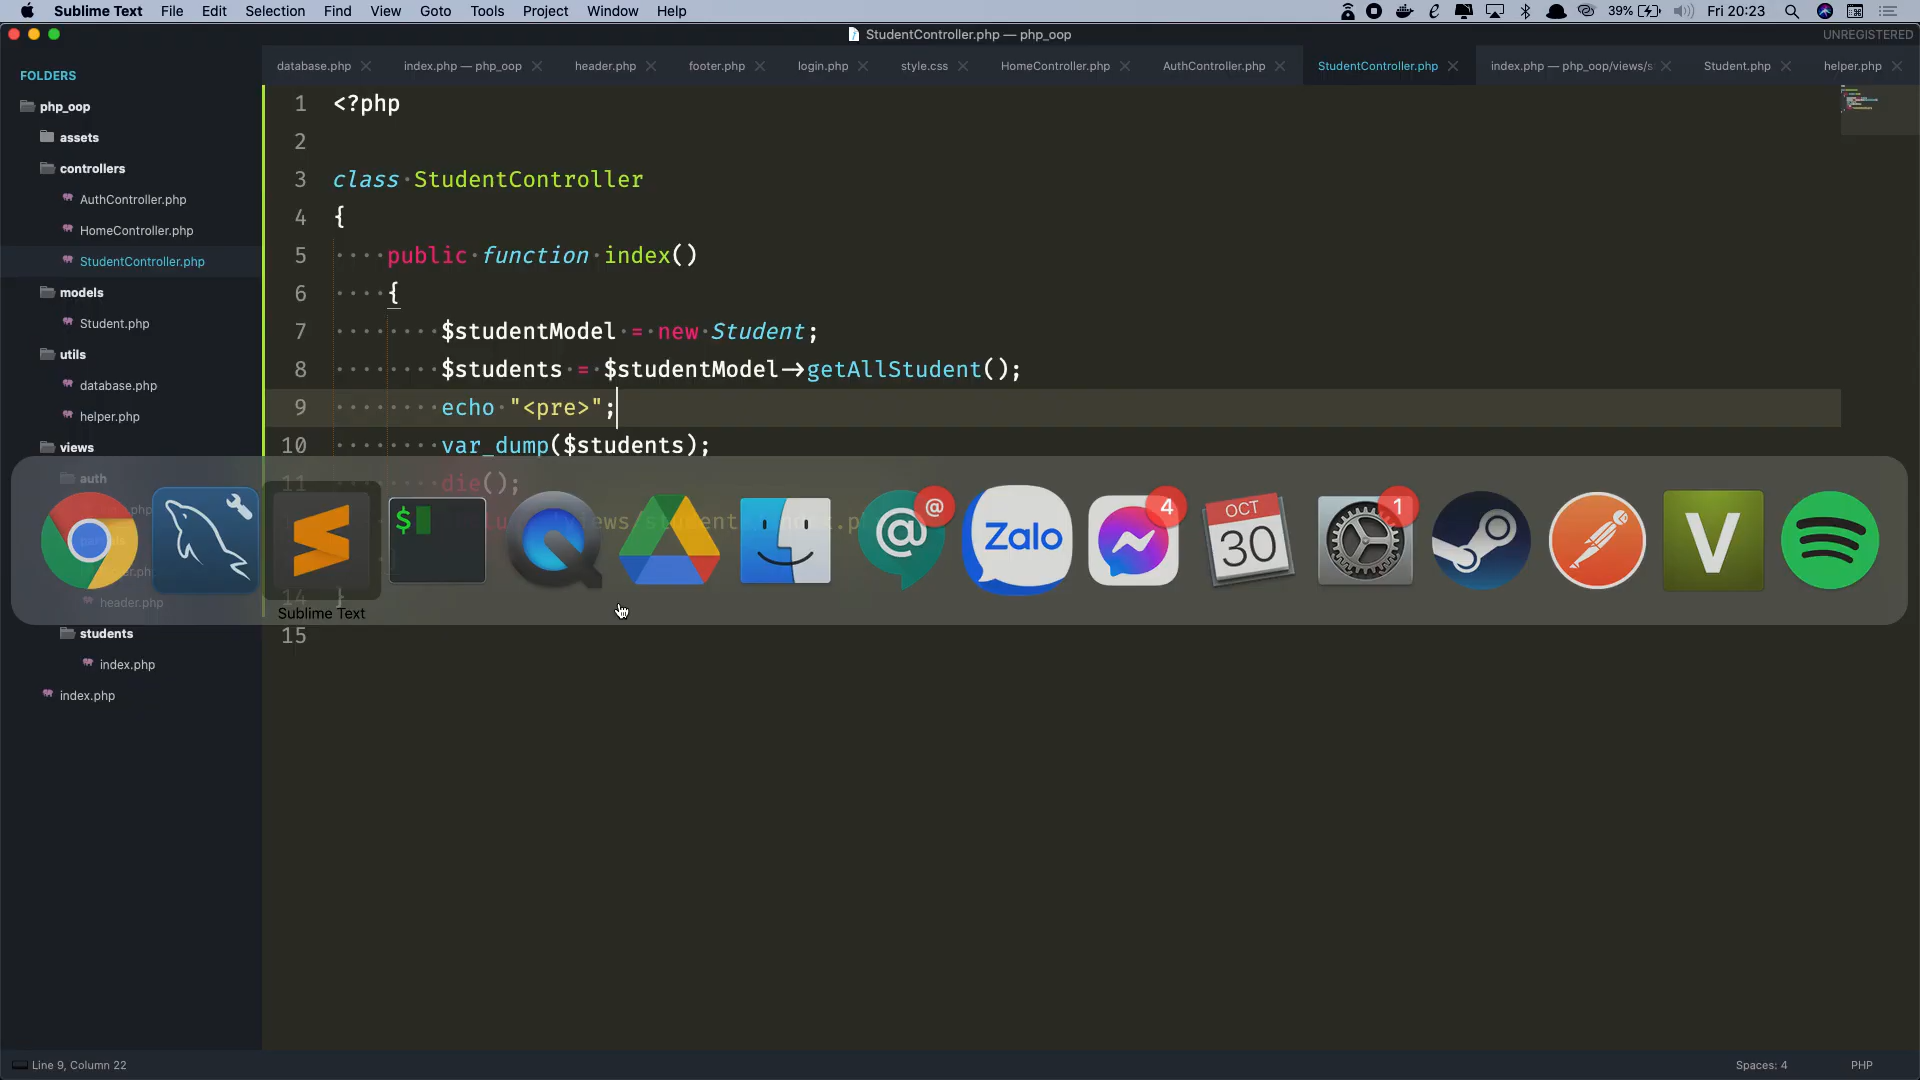 Sublime Text File Edit Selection Find View Goto Tools Project Window Help 39% Fri 20:23
StudentController.php — php_oop UNREGISTERED
database.php index.php — php_oop header.php footer.php login.php style.css HomeController.php AuthController.php StudentController.php index.php — php_oop/views/s Student.php helper.php
FOLDERS
php_oop
assets
controllers
AuthController.php
HomeController.php
StudentController.php
models
Student.php
utils
database.php
helper.php
views
auth
header.php
students
index.php
index.php
1 <?php
2
3 class StudentController
4 {
5 public function index()
6 {
7 $studentModel = new Student;
8 $students = $studentModel->getAllStudent();
9 echo "<pre>";
10 var_dump($students);
11 die();
14 }
15
$
@
@
Zalo
4
OCT
30
1
V
Sublime Text
Line 9, Column 22
Spaces: 4
PHP